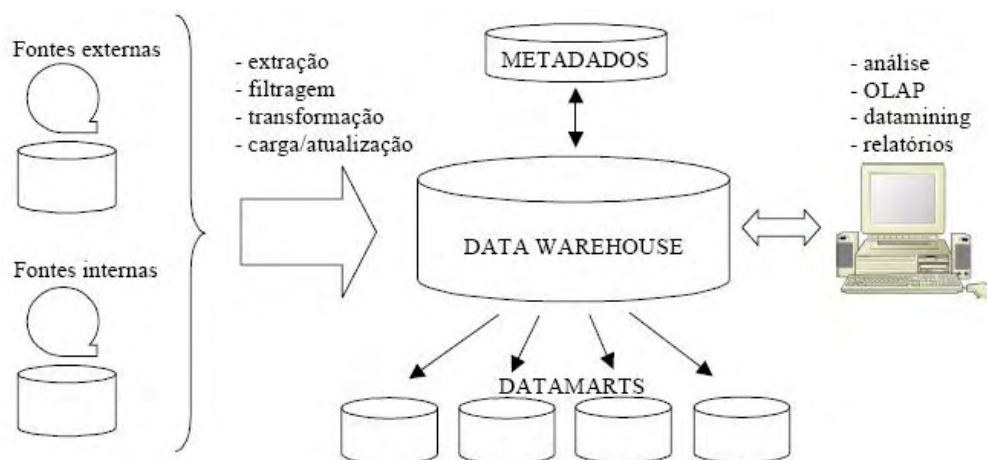 Fontes externas
- extração
- filtragem
- transformação
- carga/atualização
METADADOS
- análise
- OLAP
- datamining
- relatórios
DATA WAREHOUSE
Fontes internas
DATAMARTS